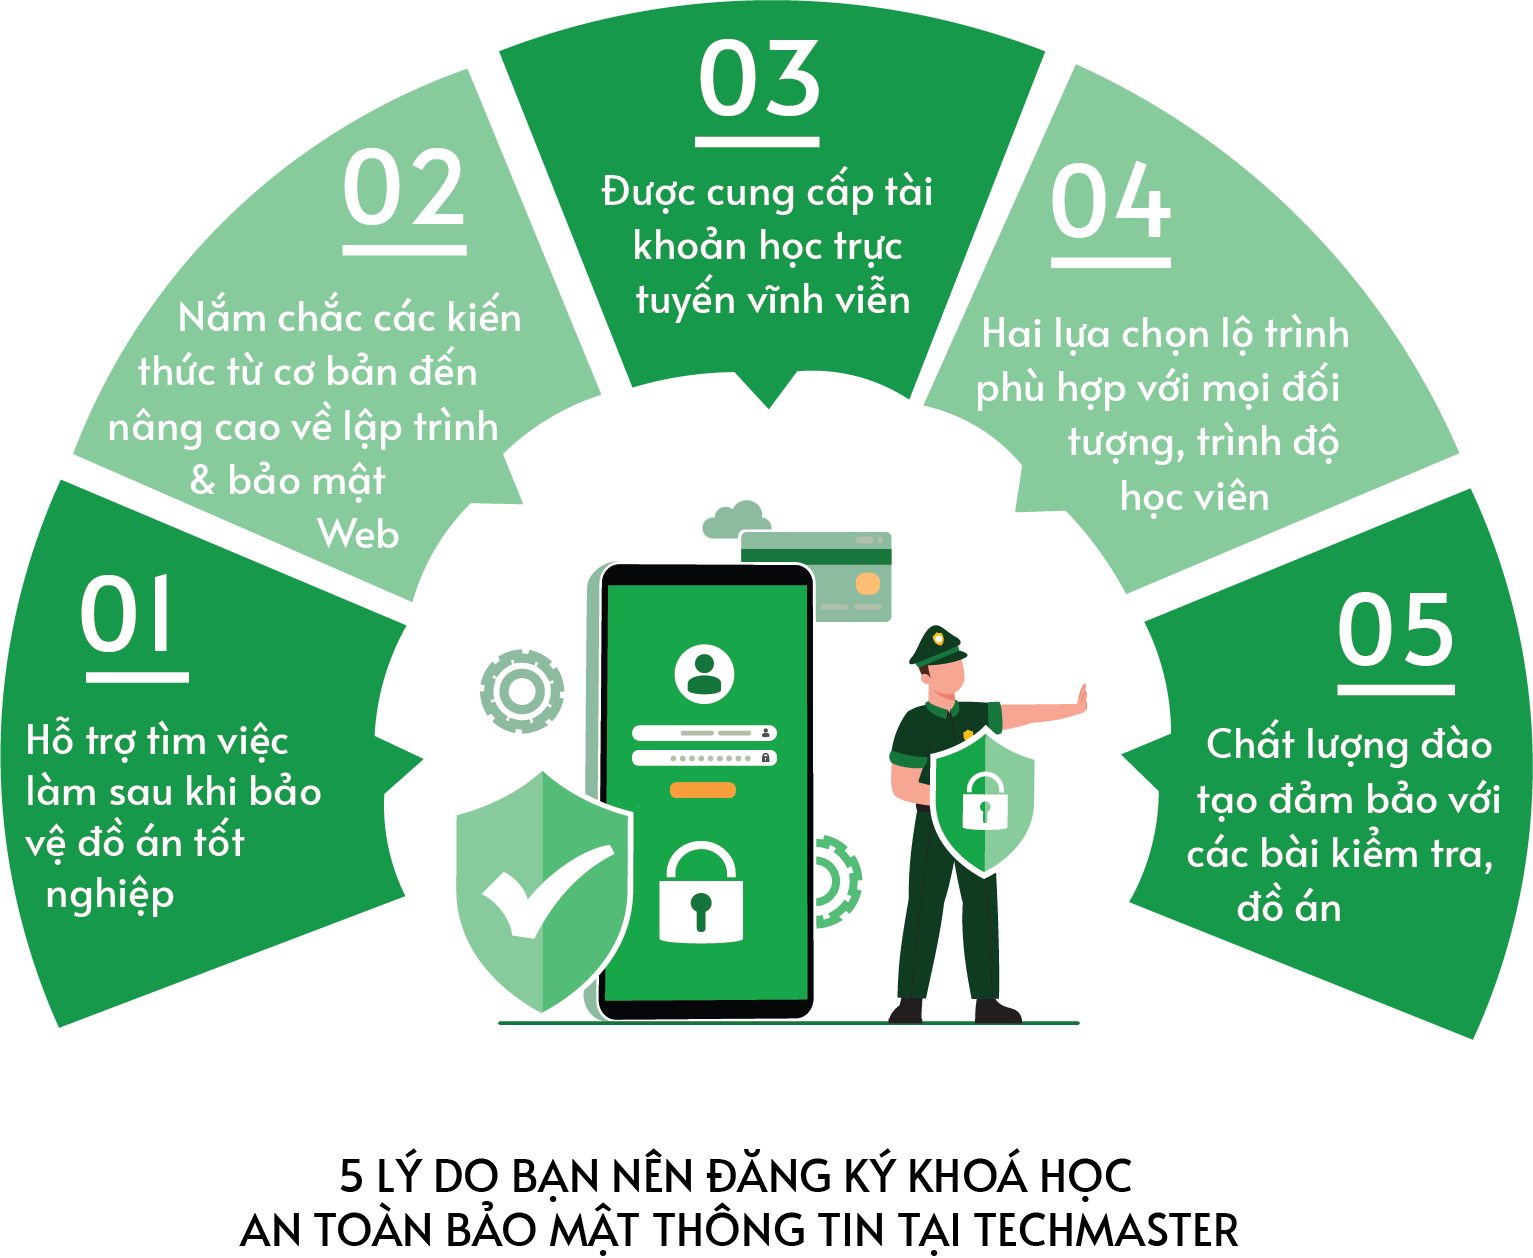 01
Hỗ trợ tìm việc
làm sau khi bảo
vệ đồ án tốt
nghiệp
02
Nắm chắc các kiến
thức từ cơ bản đến
nâng cao về lập trình
& bảo mật
Web
03
Được cung cấp tài
khoản học trực
tuyến vĩnh viễn
04
Hai lựa chọn lộ trình
phù hợp với mọi đối
tượng, trình độ
học viên
05
Chất lượng đào
tạo đảm bảo với
các bài kiểm tra,
đồ án
5 LÝ DO BẠN NÊN ĐĂNG KÝ KHOÁ HỌC
AN TOÀN BẢO MẬT THÔNG TIN TẠI TECHMASTER